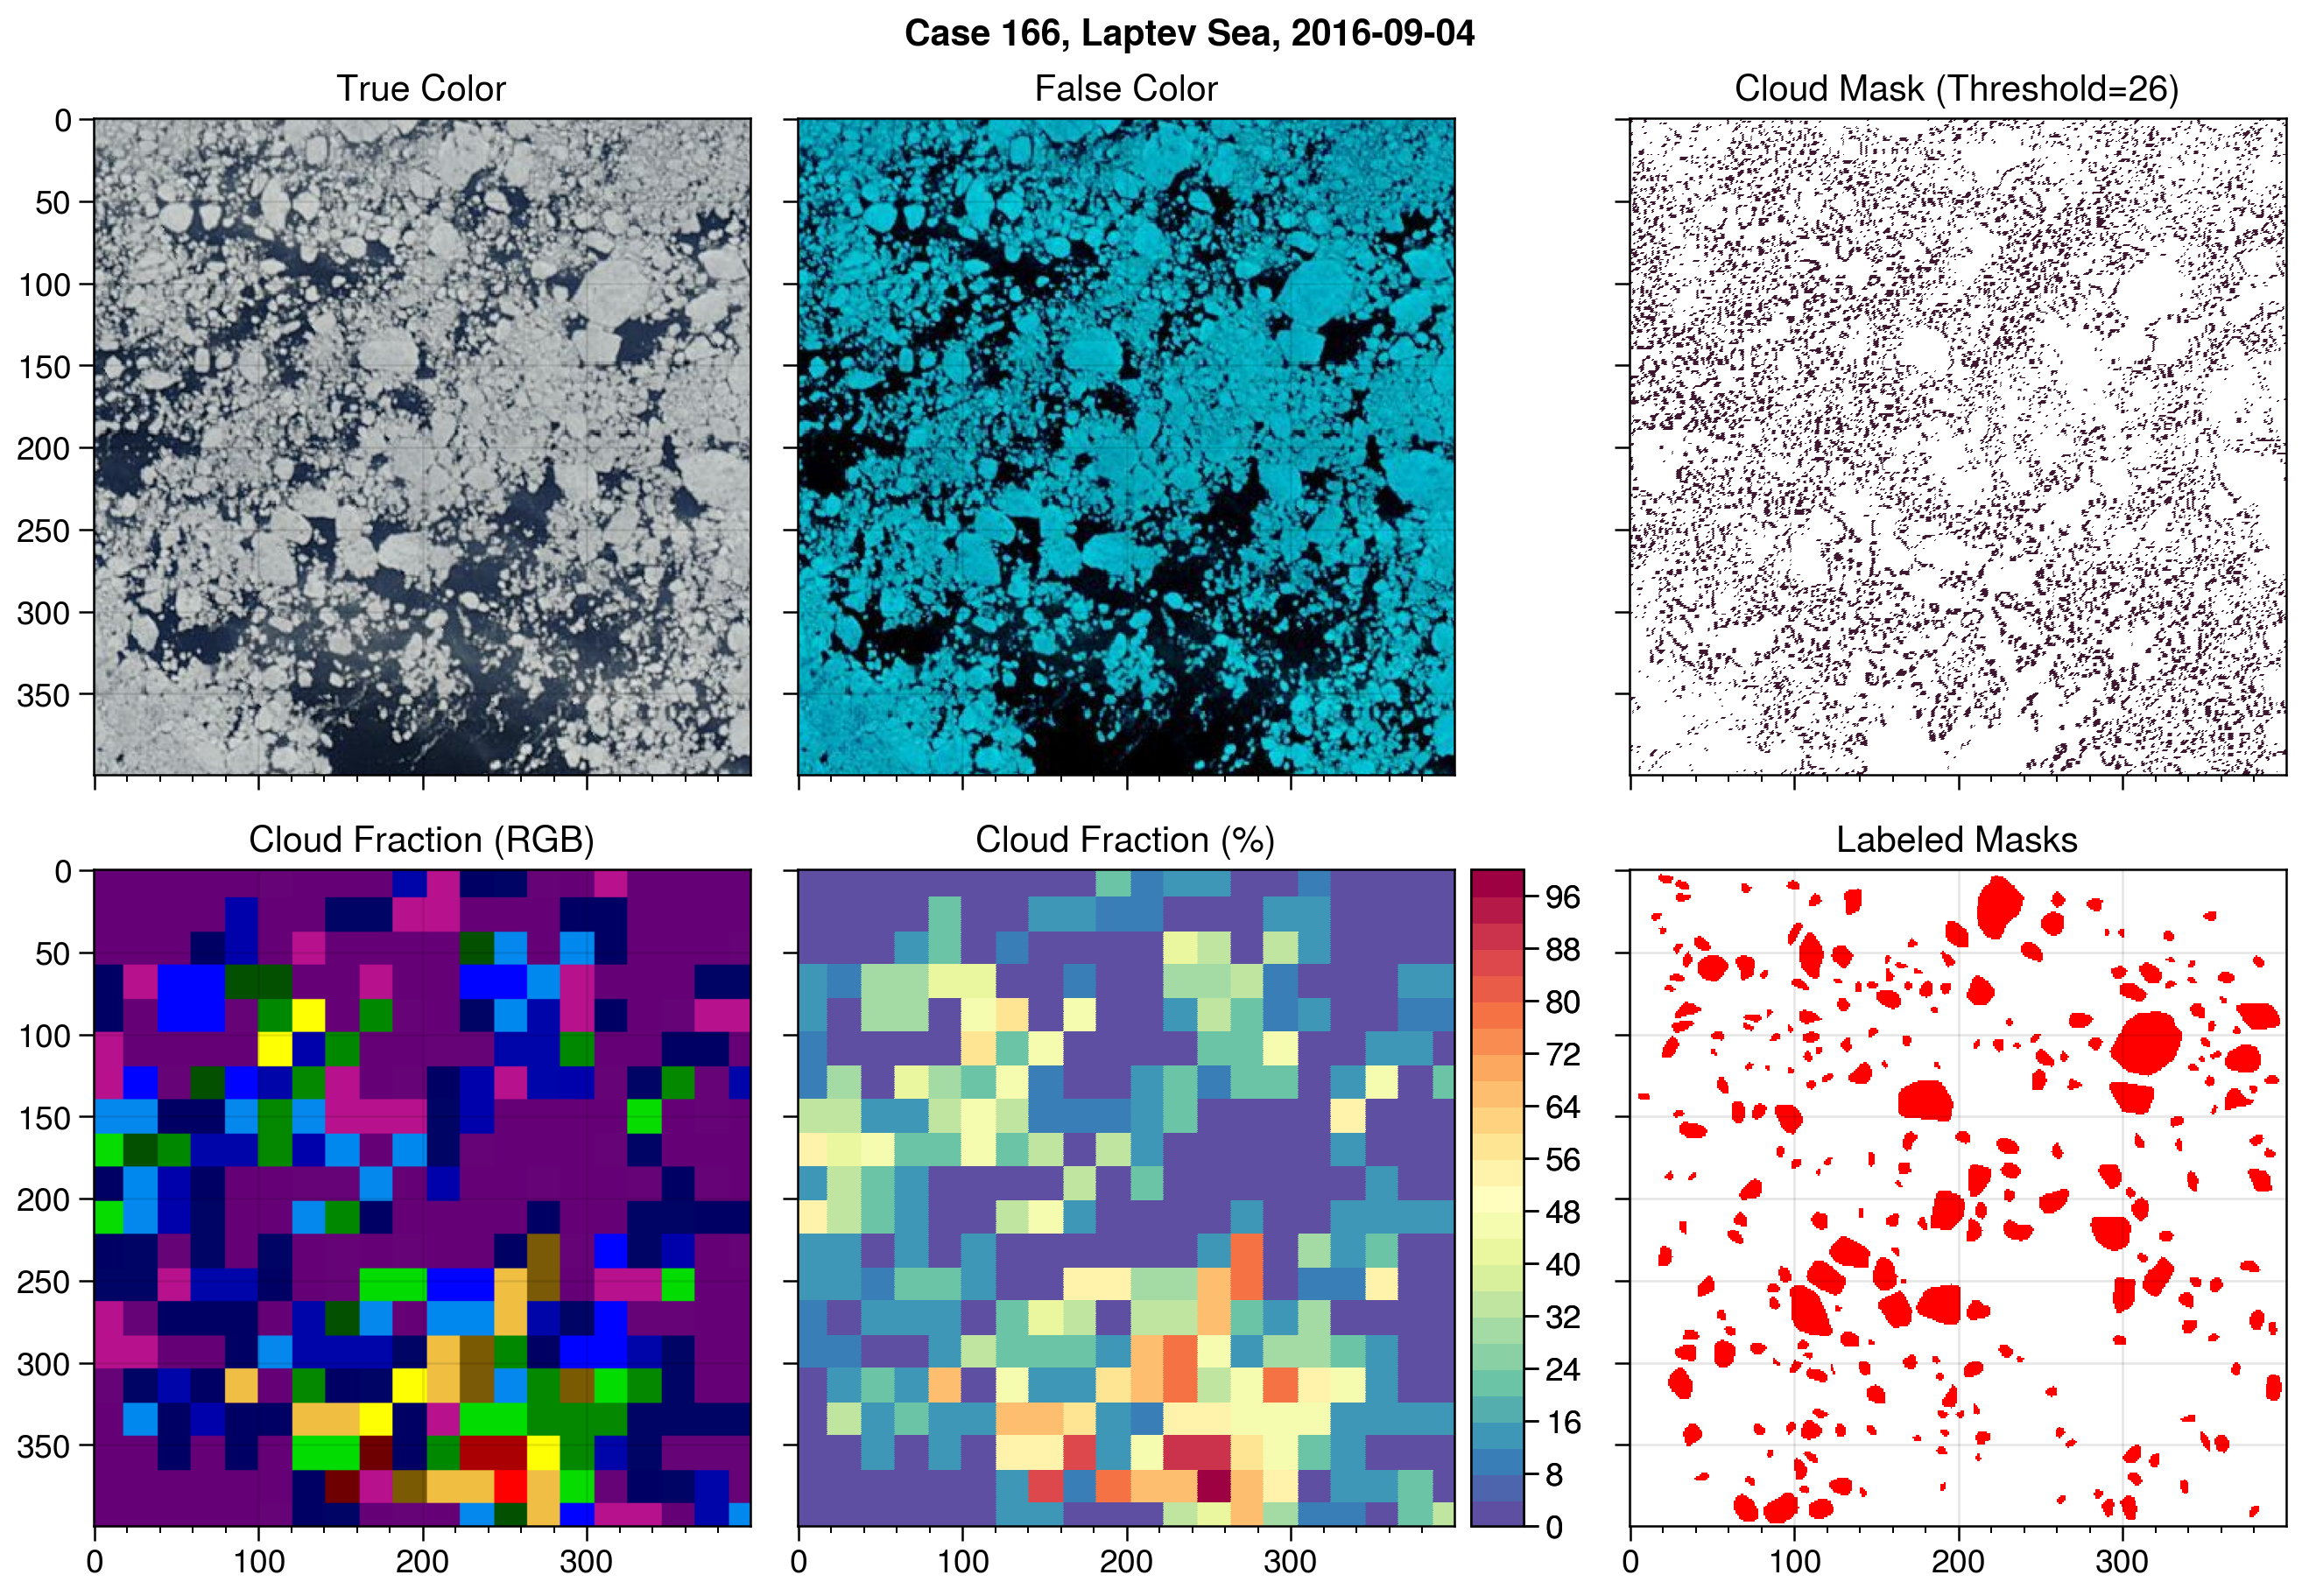 Case 166, Laptev Sea, 2016-09-04
True Color
False Color
Cloud Mask (Threshold=26)
0
50
100
150
200
250
300
350
Cloud Fraction (RGB)
Cloud Fraction (%)
Labeled Masks
0
50
100
150
200
250
300
350
0 100 200 300
0 100 200 300
96
88
80
72
64
56
48
40
32
24
16
8
0
0 100 200 300